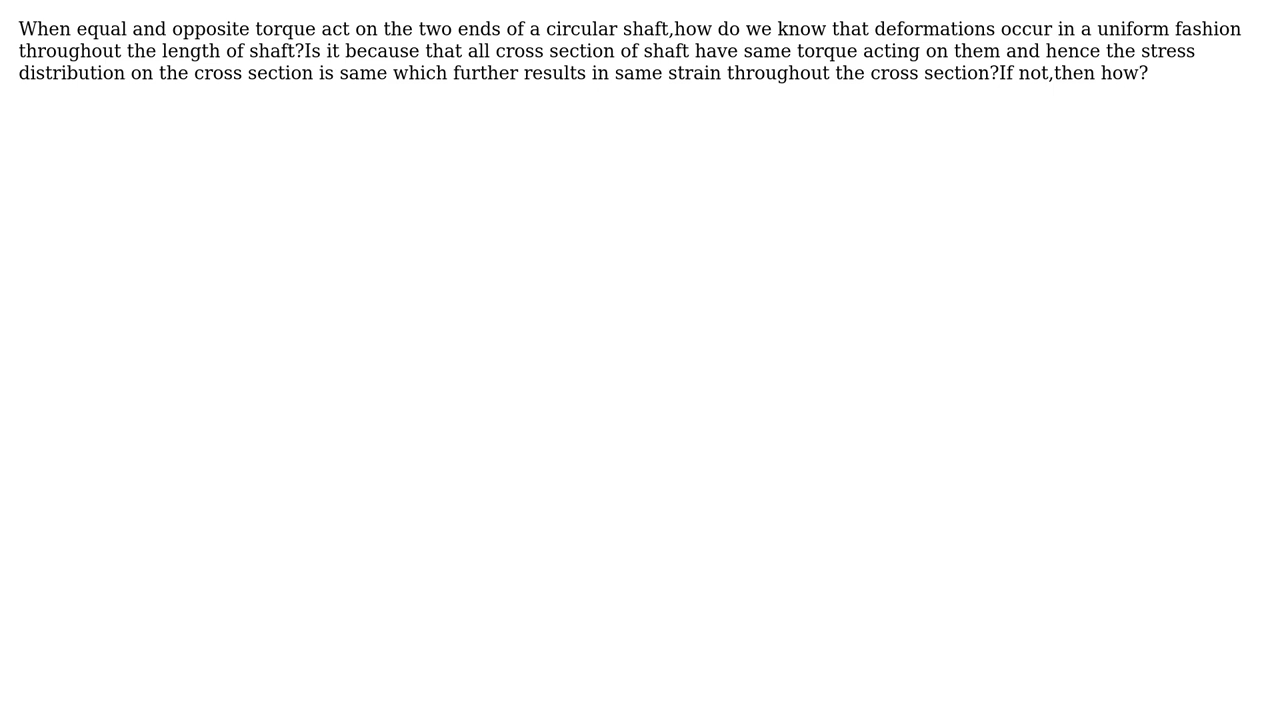 When equal and opposite torque act on the two ends of a circular shaft,how do we know that deformations occur in a uniform fashion
throughout the length of shaft?Is it because that all cross section of shaft have same torque acting on them and hence the stress
distribution on the cross section is same which further results in same strain throughout the cross section?If not,then how?